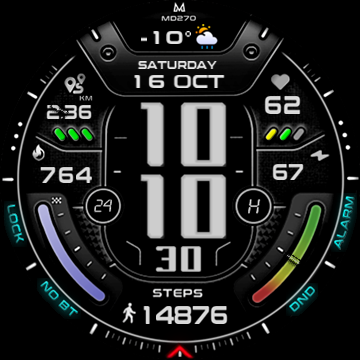 M
MD270
-10°
SATURDAY
16 OCT
KM
2.36
62
764
67
10
24
H
10
30
LOCK
ALARM
NO BT
DND
STEPS
14876